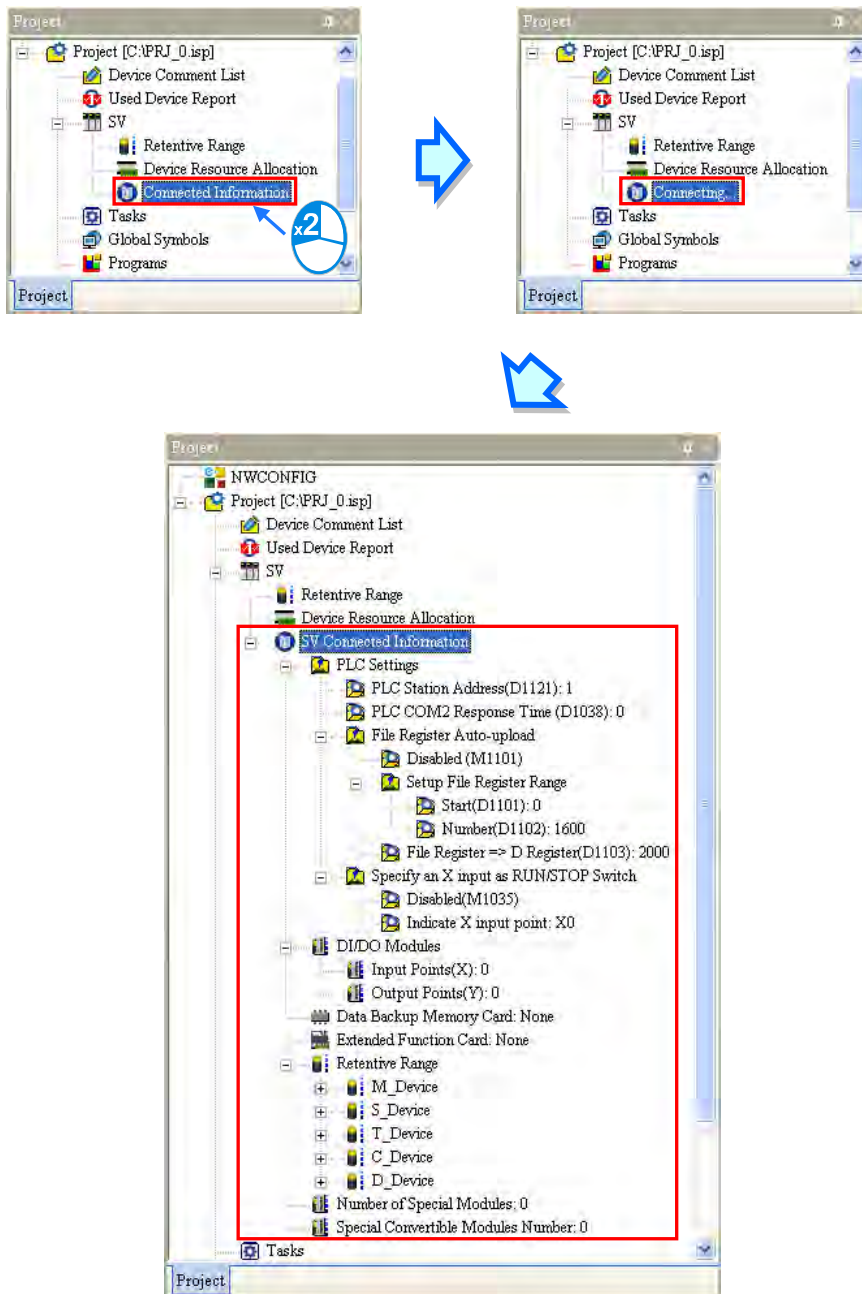 Project
Project [C:\PRJ_0.isp]
Device Comment List
Used Device Report
SV
Retentive Range
Device Resource Allocation
Connected Information
x2
Tasks
Global Symbols
Programs
Project
Project
Project [C:\PRJ_0.isp]
Device Comment List
Used Device Report
SV
Retentive Range
Device Resource Allocation
Connecting...
Tasks
Global Symbols
Programs
Project
Project
NWCONFIG
Project [C:\PRJ_0.isp]
Device Comment List
Used Device Report
SV
Retentive Range
Device Resource Allocation
SV Connected Information
PLC Settings
PLC Station Address(D1121): 1
PLC COM2 Response Time (D1038): 0
File Register Auto-upload
Disabled (M1101)
Setup File Register Range
Start(D1101): 0
Number(D1102): 1600
File Register => D Register(D1103): 2000
Specify an X input as RUN/STOP Switch
Disabled(M1035)
Indicate X input point: X0
DI/DO Modules
Input Points(X): 0
Output Points(Y): 0
Data Backup Memory Card: None
Extended Function Card: None
Retentive Range
M_Device
S_Device
T_Device
C_Device
D_Device
Number of Special Modules: 0
Special Convertible Modules Number: 0
Tasks
Project